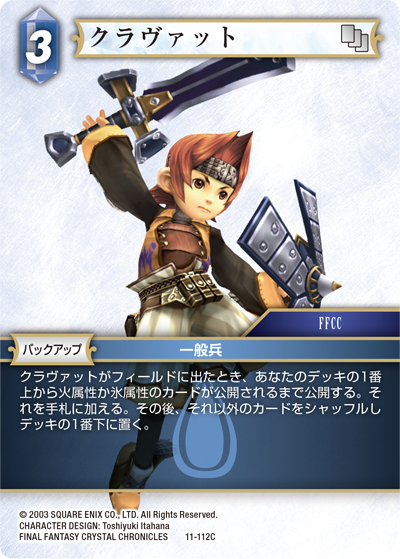 3
クラヴァット
FFCC
バックアップ
一般兵
クラヴァットがフィールドに出たとき、あなたのデッキの1番
上から火属性か氷属性のカードが公開されるまで公開する。そ
れを手札に加える。その後、それ以外のカードをシャッフルし
デッキの1番下に置く。
© 2003 SQUARE ENIX CO., LTD. All Rights Reserved.
CHARACTER DESIGN: Toshiyuki Itahana
FINAL FANTASY CRYSTAL CHRONICLES 11-112C